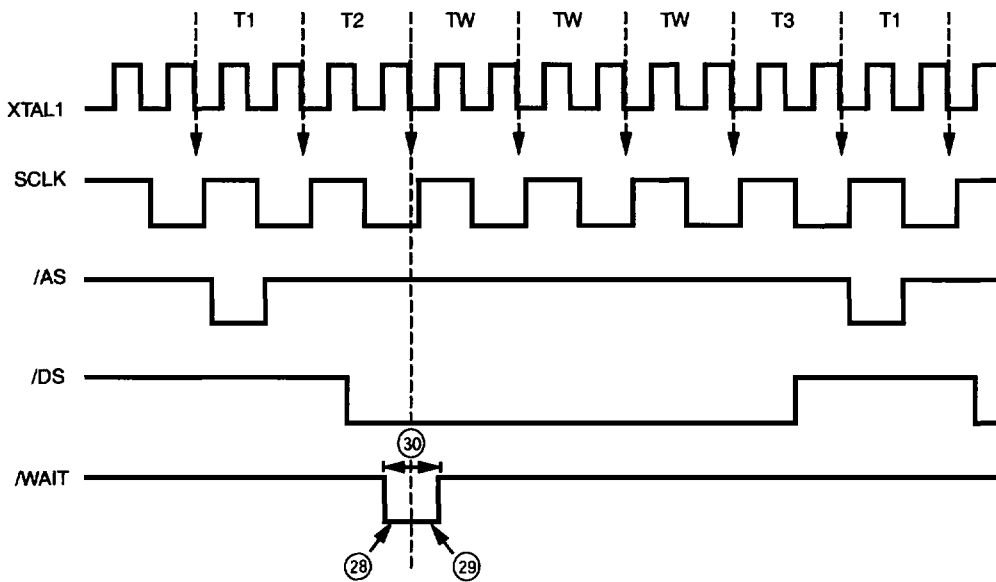 T1 T2 TW TW TW T3 T1
XTAL1
SCLK
/AS
/DS
30
/WAIT
28 29